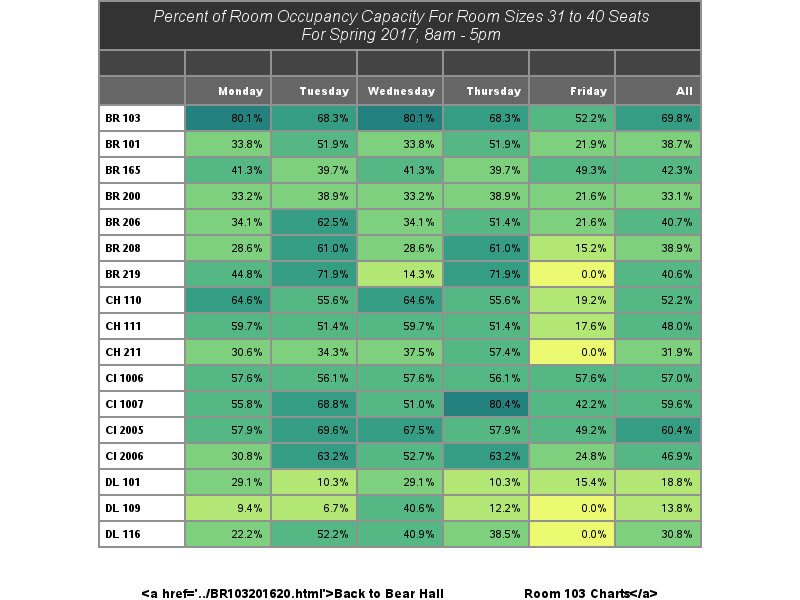 Percent of Room Occupancy Capacity For Room Sizes 31 to 40 Seats
For Spring 2017, 8am - 5pm
Monday Tuesday Wednesday Thursday Friday All
BR 103 80.1% 68.3% 80.1% 68.3% 52.2% 69.8%
BR 101 33.8% 51.9% 33.8% 51.9% 21.9% 38.7%
BR 165 41.3% 39.7% 41.3% 39.7% 49.3% 42.3%
BR 200 33.2% 38.9% 33.2% 38.9% 21.6% 33.1%
BR 206 34.1% 62.5% 34.1% 51.4% 21.6% 40.7%
BR 208 28.6% 61.0% 28.6% 61.0% 15.2% 38.9%
BR 219 44.8% 71.9% 14.3% 71.9% 0.0% 40.6%
CH 110 64.6% 55.6% 64.6% 55.6% 19.2% 52.2%
CH 111 59.7% 51.4% 59.7% 51.4% 17.6% 48.0%
CH 211 30.6% 34.3% 37.5% 57.4% 0.0% 31.9%
CI 1006 57.6% 56.1% 57.6% 56.1% 57.6% 57.0%
CI 1007 55.8% 68.8% 51.0% 80.4% 42.2% 59.6%
CI 2005 57.9% 69.6% 67.5% 57.9% 49.2% 60.4%
CI 2006 30.8% 63.2% 52.7% 63.2% 24.8% 46.9%
DL 101 29.1% 10.3% 29.1% 10.3% 15.4% 18.8%
DL 109 9.4% 6.7% 40.6% 12.2% 0.0% 13.8%
DL 116 22.2% 52.2% 40.9% 38.5% 0.0% 30.8%
<a href='../BR103201620.html'>Back to Bear Hall Room 103 Charts</a>